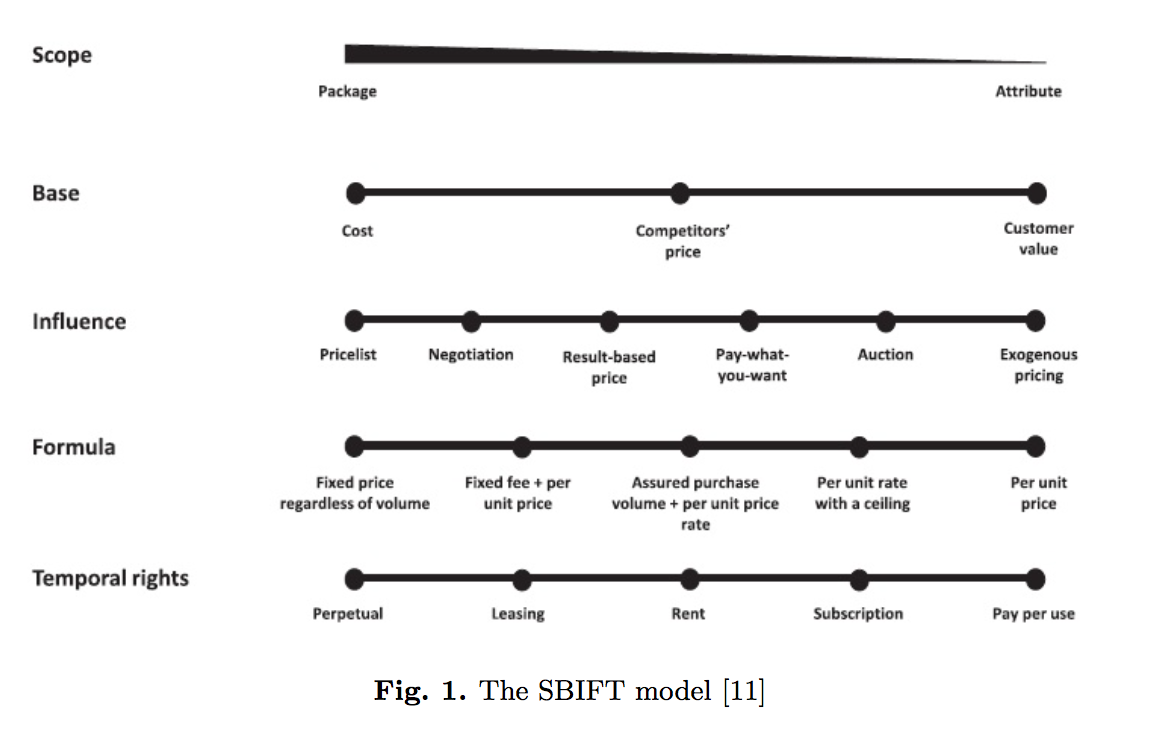 Scope
Package
Attribute
Base
Cost
Competitors’
price
Customer
value
Influence
Pricelist
Negotiation
Result-based
price
Pay-what-
you-want
Auction
Exogenous
pricing
Formula
Fixed price
regardless of volume
Fixed fee + per
unit price
Assured purchase
volume + per unit price
rate
Per unit rate
with a ceiling
Per unit
price
Temporal rights
Perpetual
Leasing
Rent
Subscription
Pay per use
Fig. 1. The SBIFT model [11]